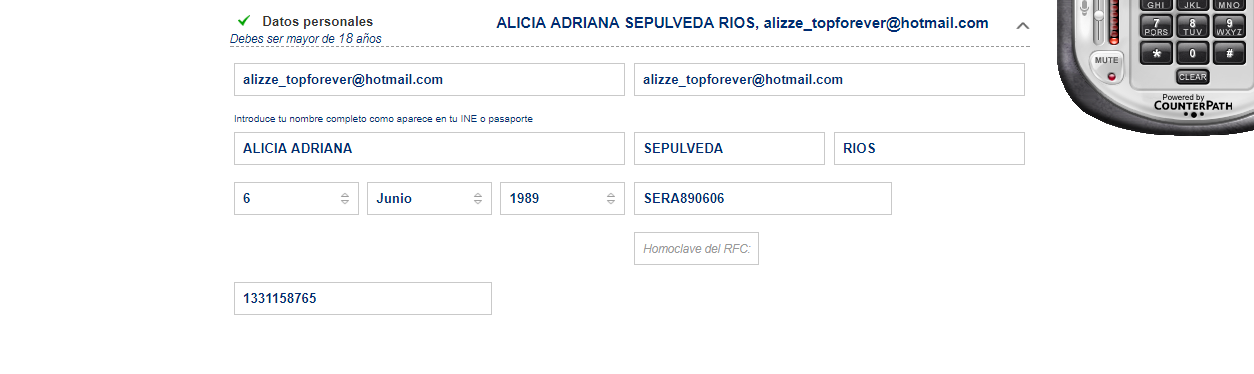 Datos personales
ALICIA ADRIANA SEPULVEDA RIOS, alizze_topforever@hotmail.com
Debes ser mayor de 18 años
alizze_topforever@hotmail.com
alizze_topforever@hotmail.com
Introduce tu nombre completo como aparece en tu INE o pasaporte
ALICIA ADRIANA
SEPULVEDA
RIOS
6
Junio
1989
SERA890606
Homoclave del RFC:
1331158765
GHI JKL MNO
7 8 9
PQRS TUV WXYZ
* 0 #
MUTE
CLEAR
Powered by
COUNTERPATH